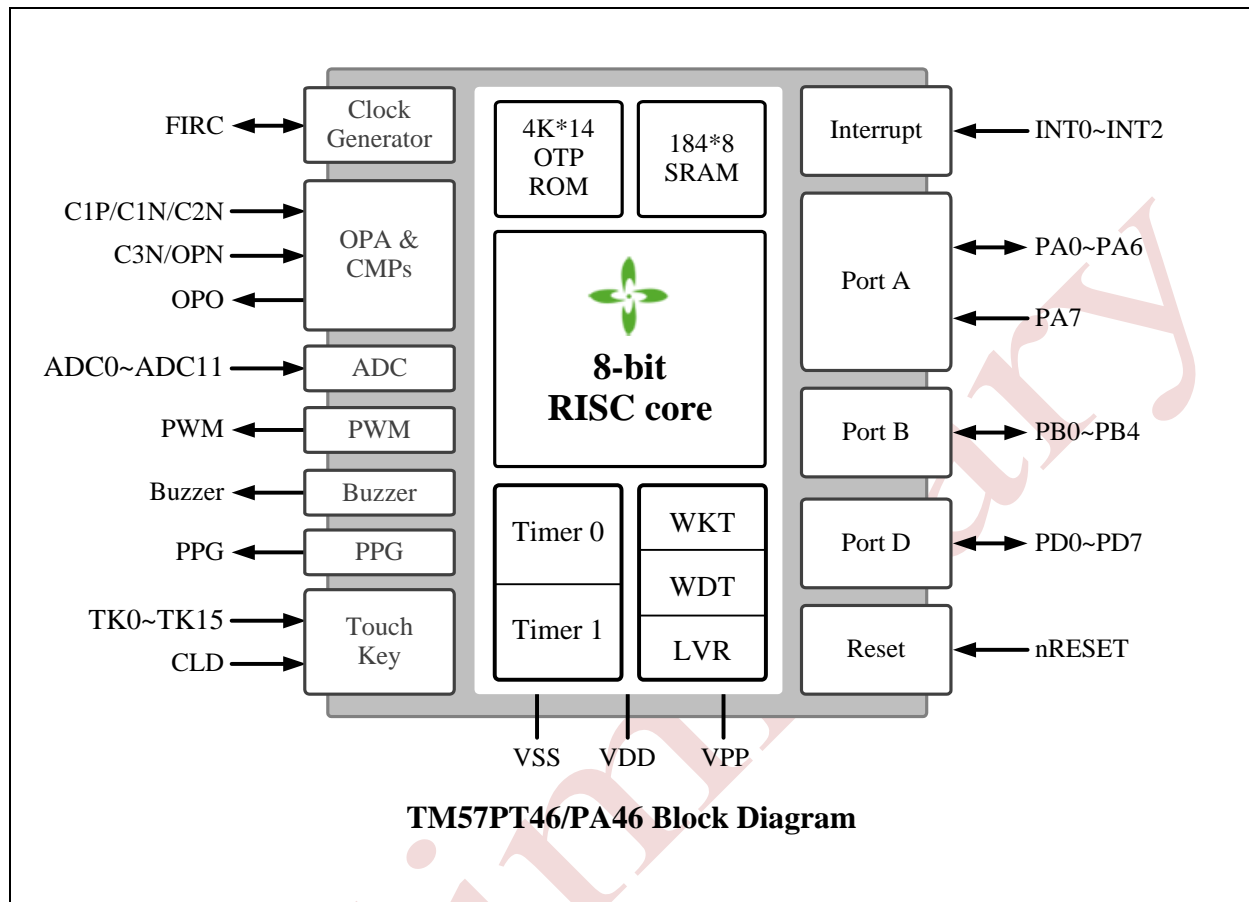 FIRC
Clock
Generator
C1P/C1N/C2N
C3N/OPN
OPO
OPA &
CMPs
ADC0~ADC11
ADC
PWM
PWM
Buzzer
Buzzer
PPG
PPG
TK0~TK15
CLD
Touch
Key
4K*14
OTP
ROM
184*8
SRAM
8-bit
RISC core
Timer 0
Timer 1
WKT
WDT
LVR
Interrupt
INT0~INT2
Port A
PA0~PA6
PA7
Port B
PB0~PB4
Port D
PD0~PD7
Reset
nRESET
VSS
VDD
VPP
TM57PT46/PA46 Block Diagram